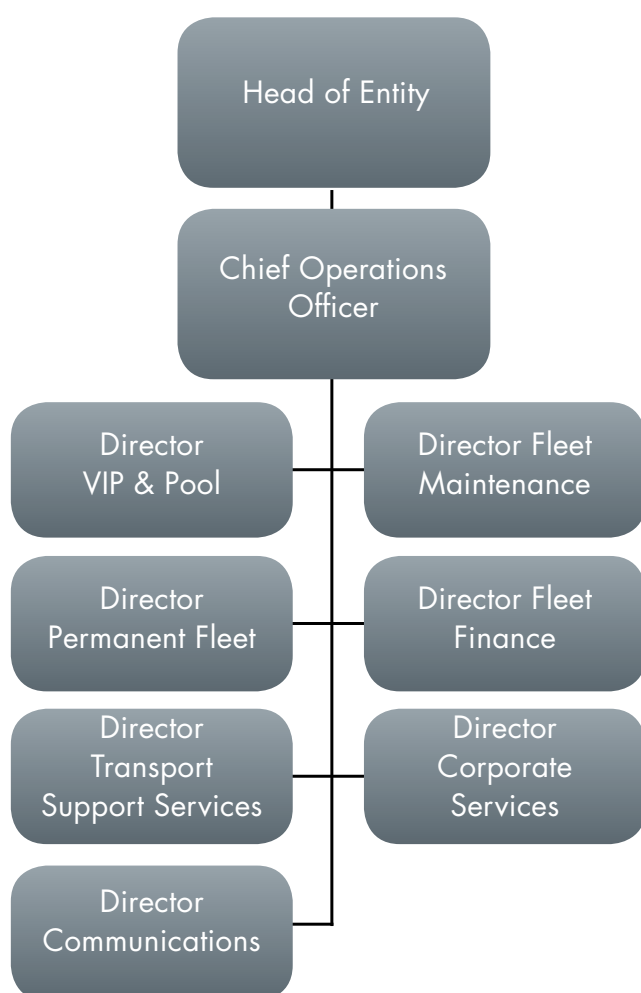 Head of Entity
Chief Operations
Officer
Director
VIP & Pool
Director Fleet
Maintenance
Director
Permanent Fleet
Director Fleet
Finance
Director
Transport
Support Services
Director
Corporate
Services
Director
Communications